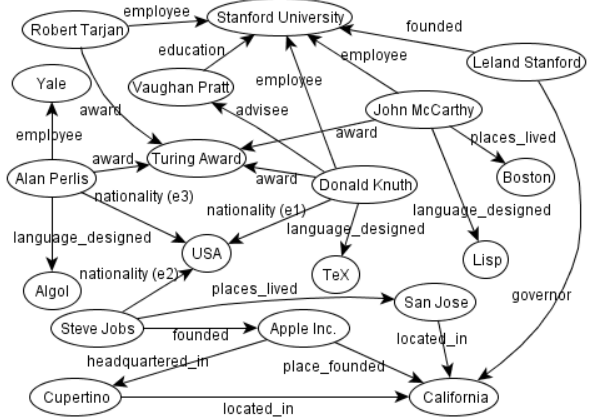 employee
Stanford University
Robert Tarjan
founded
education
employee
Leland Stanford
Yale
Vaughan Pratt
employee
award
advisee
John McCarthy
employee
award
places_lived
award
Turing Award
Alan Perlis
award
Donald Knuth
Boston
nationality (e3)
nationality (e1)
language_designed
language_designed
language_designed
USA
Lisp
nationality (e2)
TeX
Algol
places_lived
San Jose
governor
Steve Jobs
founded
Apple Inc.
located_in
headquartered_in
place_founded
Cupertino
located_in
California